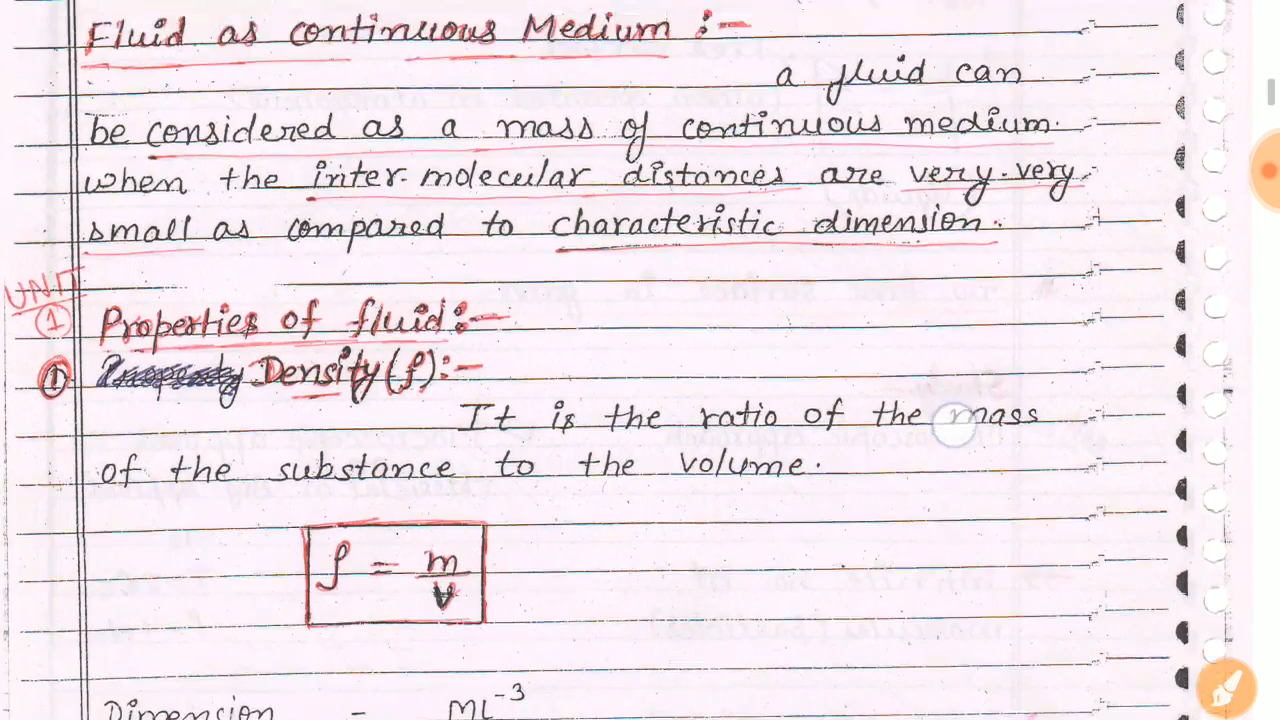 Fluid as continuous Medium :-
a fluid can
be considered as a mass of continuous medium.
when the inter-molecular distances are very-very
small as compared to characteristic dimension.
UNIT
1
Properties of fluid:-
1 Density (ρ):-
It is the ratio of the mass
of the substance to the volume.
ρ = m/V
Dimension = ML⁻³